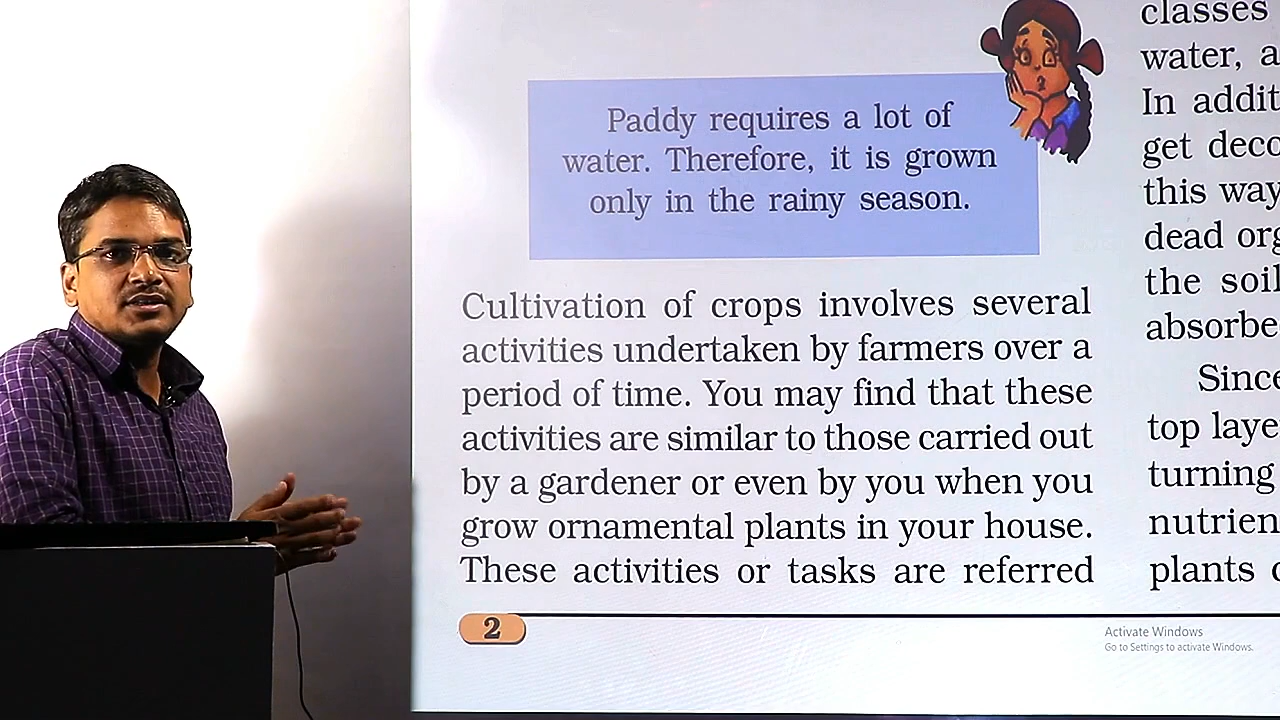 Paddy requires a lot of
water. Therefore, it is grown
only in the rainy season.
Cultivation of crops involves several
activities undertaken by farmers over a
period of time. You may find that these
activities are similar to those carried out
by a gardener or even by you when you
grow ornamental plants in your house.
These activities or tasks are referred
2
classes
water, a
In addit
get deco
this way
dead org
the soil
absorbe
Since
top laye
turning
nutrien
plants
Activate Windows
Go to Settings to activate Windows.